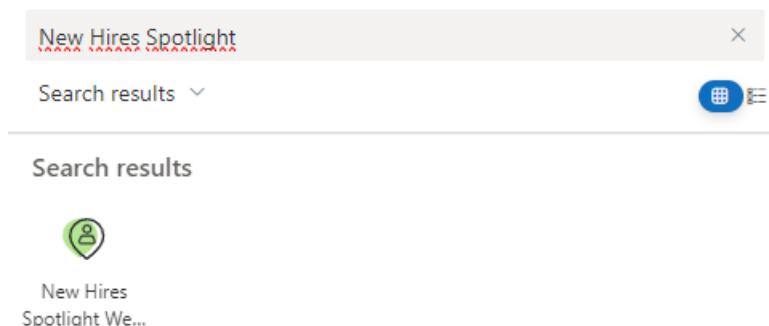 New Hires Spotlight
Search results
Search results
New Hires
Spotlight We...